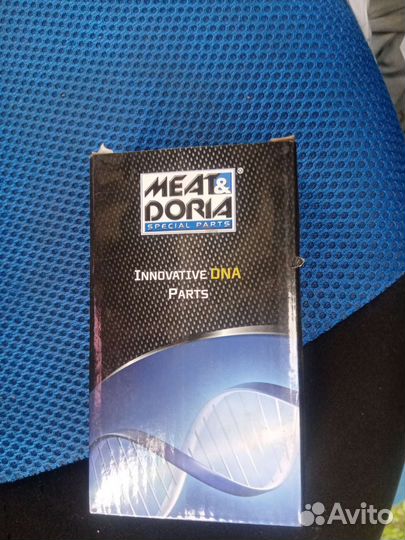 MEAT&
DORIA®
SPECIAL PARTS
INNOVATIVE DNA
PARTS
Avito